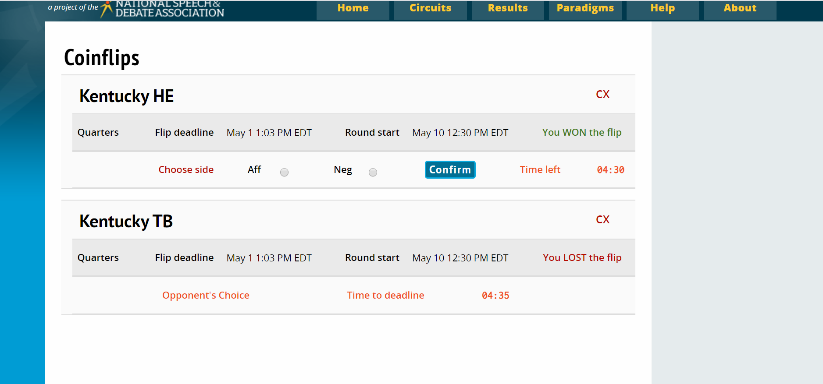 a project of the NATIONAL SPEECH & DEBATE ASSOCIATION
Home Circuits Results Paradigms Help About
Coinflips
Kentucky HE CX
Quarters Flip deadline May 1 1:03 PM EDT Round start May 10 12:30 PM EDT You WON the flip
Choose side Aff Neg Confirm Time left 04:30
Kentucky TB CX
Quarters Flip deadline May 1 1:03 PM EDT Round start May 10 12:30 PM EDT You LOST the flip
Opponent's Choice Time to deadline 04:35